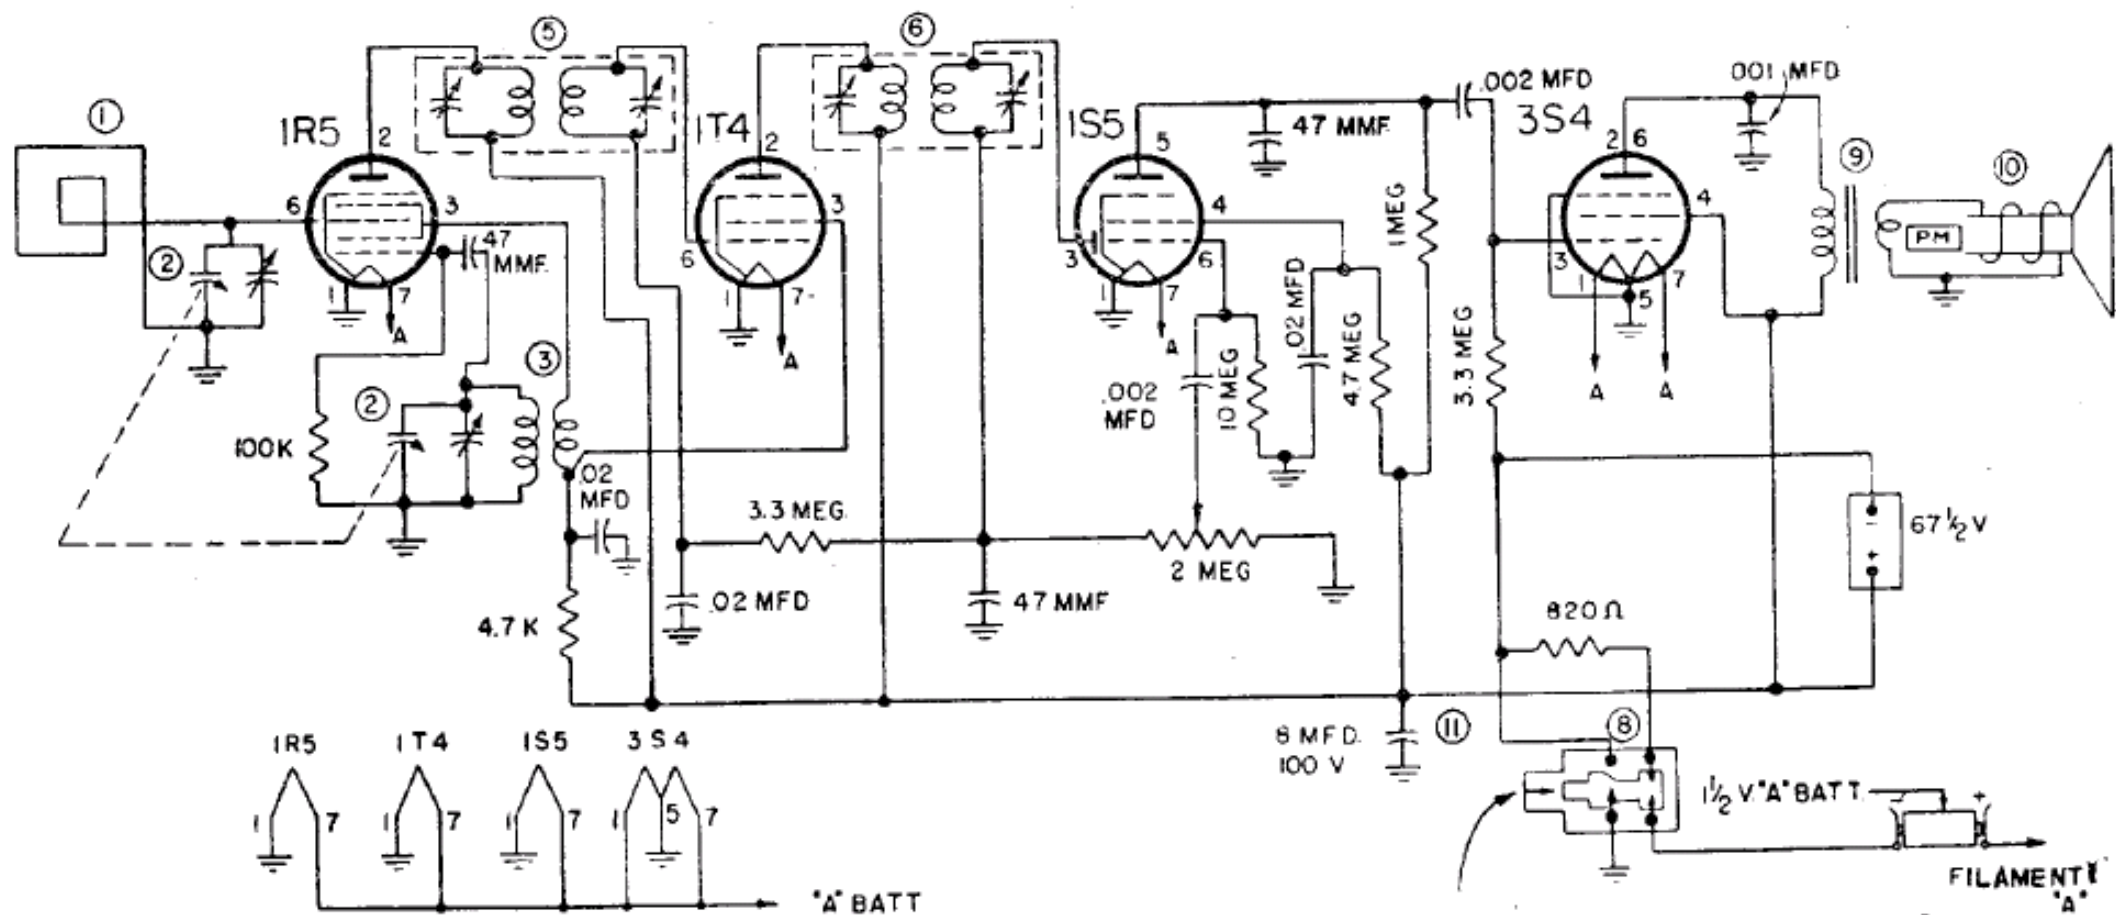 1
5
6
2
1R5
6
3
1
7
A
47
MMF.
2
1T4
6
3
1
7
A
5
1S5
3
4
6
1
7
A
47 MMF.
.002 MFD
3S4
.001 MFD
2 6
3
4
1
5
7
A
A
9
10
PM
2
2
3
100K
.02
MFD
4.7 K
3.3 MEG.
.02 MFD
47 MMF
2 MEG
.002
MFD
10 MEG
.02 MFD
4.7 MEG
1 MEG
3.3 MEG
67 1/2 V
- +
820 Ω
8 MFD.
100 V
11
8
1 1/2 V. "A" BATT.
- +
FILAMENT
"A"
1R5
1T4
1S5
3S4
1 7
1 7
1 7
1 5 7
"A" BATT